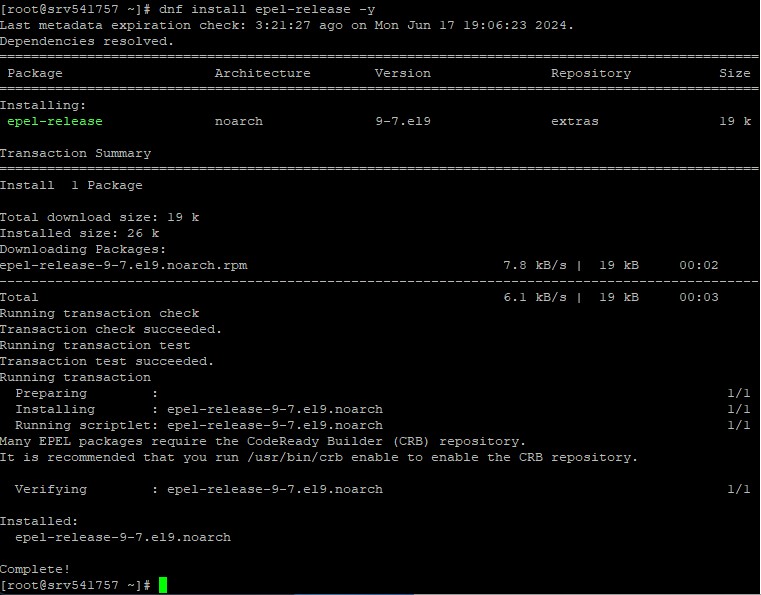 [root@srv541757 ~]# dnf install epel-release -y
Last metadata expiration check: 3:21:27 ago on Mon Jun 17 19:06:23 2024.
Dependencies resolved.
================================================================================
 Package                  Architecture        Version               Repository           Size
================================================================================
Installing:
 epel-release             noarch              9-7.el9               extras               19 k

Transaction Summary
================================================================================
Install  1 Package

Total download size: 19 k
Installed size: 26 k
Downloading Packages:
epel-release-9-7.el9.noarch.rpm                                7.8 kB/s |  19 kB     00:02
--------------------------------------------------------------------------------
Total                                                          6.1 kB/s |  19 kB     00:03
Running transaction check
Transaction check succeeded.
Running transaction test
Transaction test succeeded.
Running transaction
  Preparing        :                                                                       1/1
  Installing       : epel-release-9-7.el9.noarch                                           1/1
  Running scriptlet: epel-release-9-7.el9.noarch                                           1/1
Many EPEL packages require the CodeReady Builder (CRB) repository.
It is recommended that you run /usr/bin/crb enable to enable the CRB repository.

  Verifying        : epel-release-9-7.el9.noarch                                           1/1

Installed:
  epel-release-9-7.el9.noarch

Complete!
[root@srv541757 ~]#